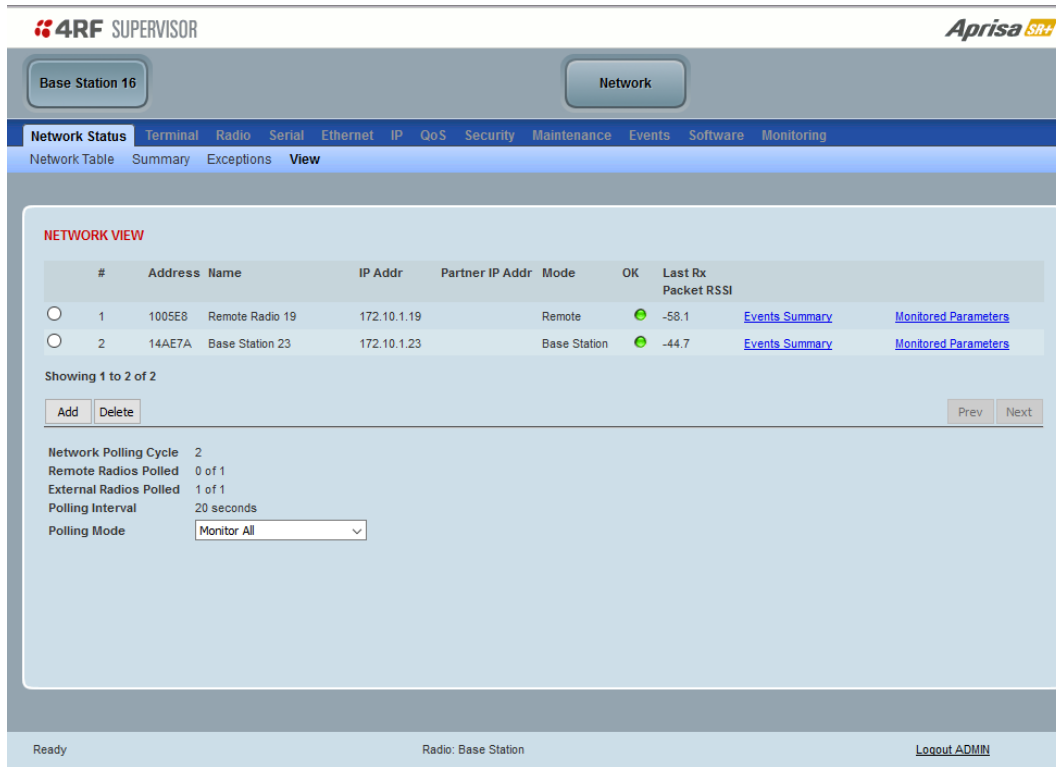 4RF SUPERVISOR
Aprisa SR+
Base Station 16
Network
Network Status Terminal Radio Serial Ethernet IP QoS Security Maintenance Events Software Monitoring
Network Table Summary Exceptions View
NETWORK VIEW
# Address Name IP Addr Partner IP Addr Mode OK Last Rx Packet RSSI
1 1005E8 Remote Radio 19 172.10.1.19 Remote -58.1 Events Summary Monitored Parameters
2 14AE7A Base Station 23 172.10.1.23 Base Station -44.7 Events Summary Monitored Parameters
Showing 1 to 2 of 2
Add Delete Prev Next
Network Polling Cycle 2
Remote Radios Polled 0 of 1
External Radios Polled 1 of 1
Polling Interval 20 seconds
Polling Mode Monitor All
Ready Radio: Base Station Logout ADMIN